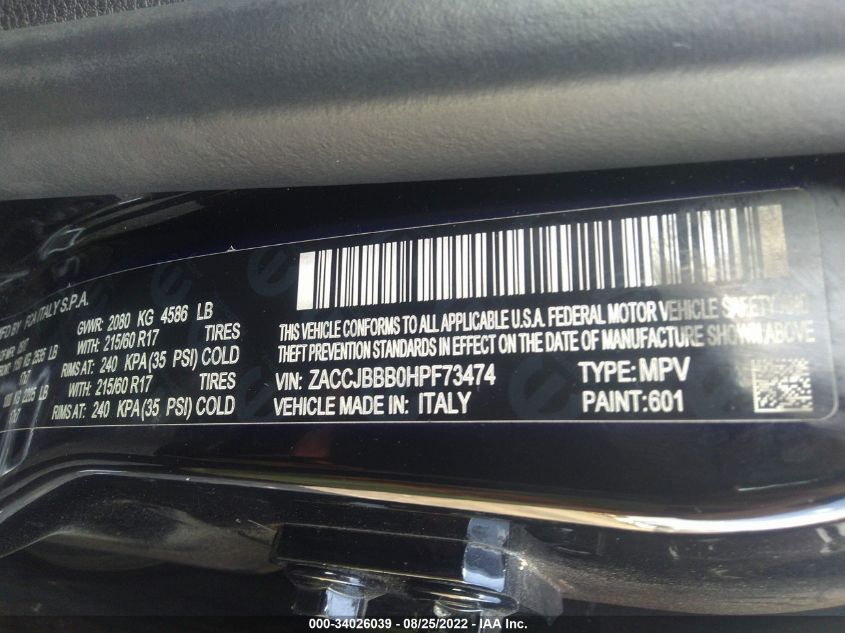 MFD BY FCA ITALY S.P.A.
GVWR: 2080 KG 4586 LB
WITH: 215/60 R17 TIRES
RIMS AT: 240 KPA (35 PSI) COLD
WITH: 215/60 R17 TIRES
RIMS AT: 240 KPA (35 PSI) COLD
THIS VEHICLE CONFORMS TO ALL APPLICABLE U.S.A. FEDERAL MOTOR VEHICLE SAFETY AND
THEFT PREVENTION STANDARDS IN EFFECT ON THE DATE OF MANUFACTURE SHOWN ABOVE
VIN: ZACCJBBB0HPF73474 TYPE: MPV
VEHICLE MADE IN: ITALY PAINT: 601
000-34026039 - 08/25/2022 - IAA Inc.